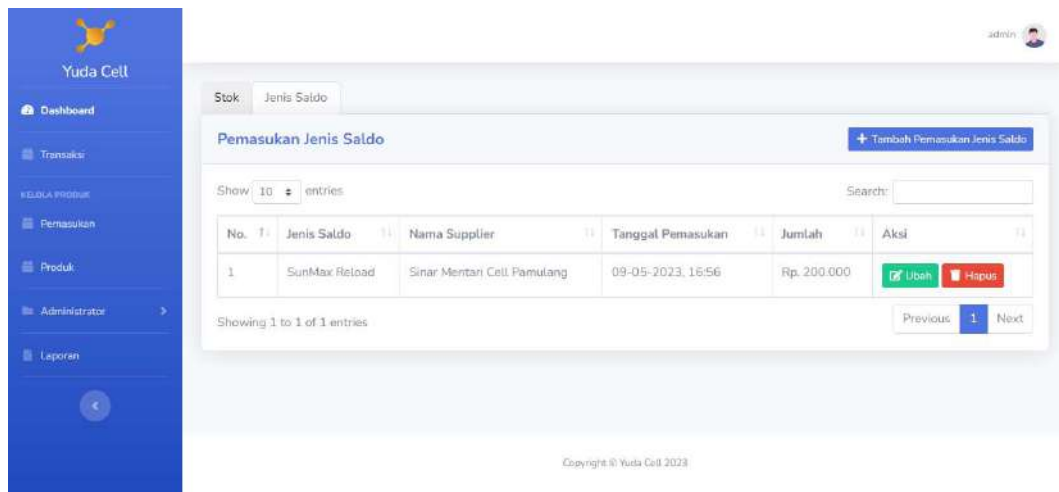 admin
Yuda Cell
Dashboard
Transaksi
KELOLA PRODUK
Pemasukan
Produk
Administrator
Laporan
Stok Jenis Saldo
Pemasukan Jenis Saldo
+ Tambah Pemasukan Jenis Saldo
Show 10 entries
Search:
No. Jenis Saldo Nama Supplier Tanggal Pemasukan Jumlah Aksi
1 SunMax Reload Sinar Mentari Cell Pamulang 09-05-2023, 16:56 Rp. 200.000 Ubah Hapus
Showing 1 to 1 of 1 entries
Previous 1 Next
Copyright © Yuda Cell 2023